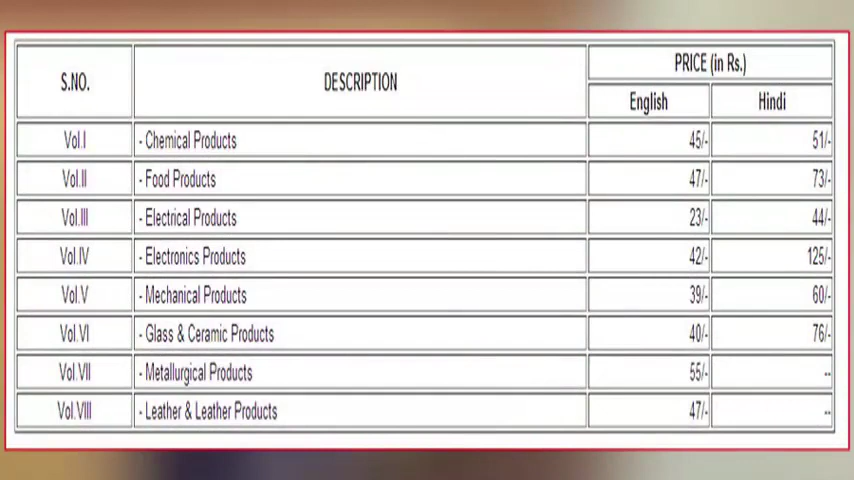 S.NO. DESCRIPTION PRICE (in Rs.)
English Hindi
Vol.I - Chemical Products 45/- 51/-
Vol.II - Food Products 47/- 73/-
Vol.III - Electrical Products 23/- 44/-
Vol.IV - Electronics Products 42/- 125/-
Vol.V - Mechanical Products 39/- 60/-
Vol.VI - Glass & Ceramic Products 40/- 76/-
Vol.VII - Metallurgical Products 55/- --
Vol.VIII - Leather & Leather Products 47/- --